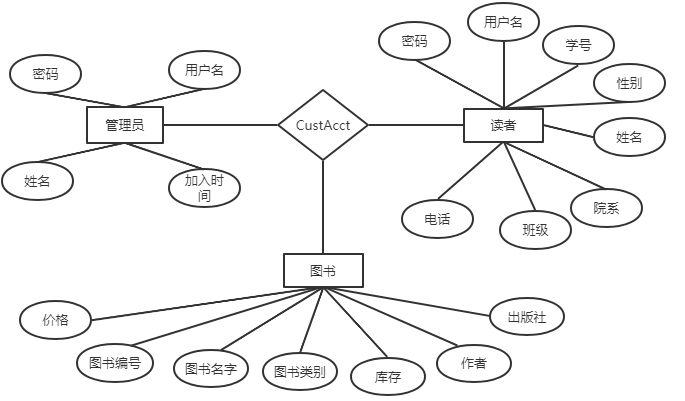 用户名
密码
学号
用户名
密码
性别
管理员
CustAcct
读者
姓名
姓名
加入时
间
院系
电话
班级
图书
价格
出版社
图书编号
图书名字
图书类别
库存
作者